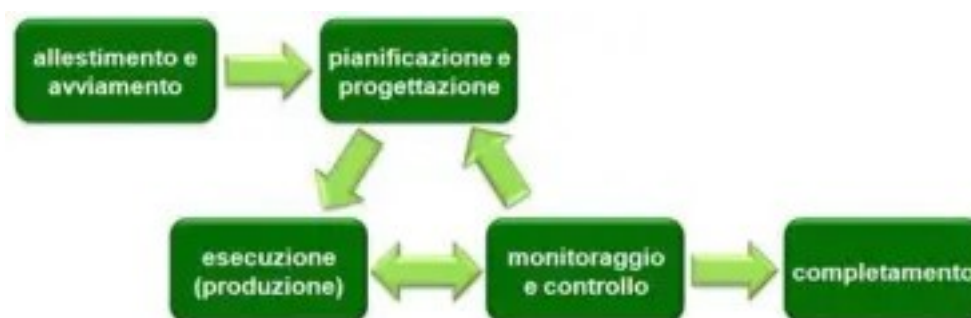 allestimento e
avviamento
pianificazione e
progettazione
esecuzione
(produzione)
monitoraggio
e controllo
completamento